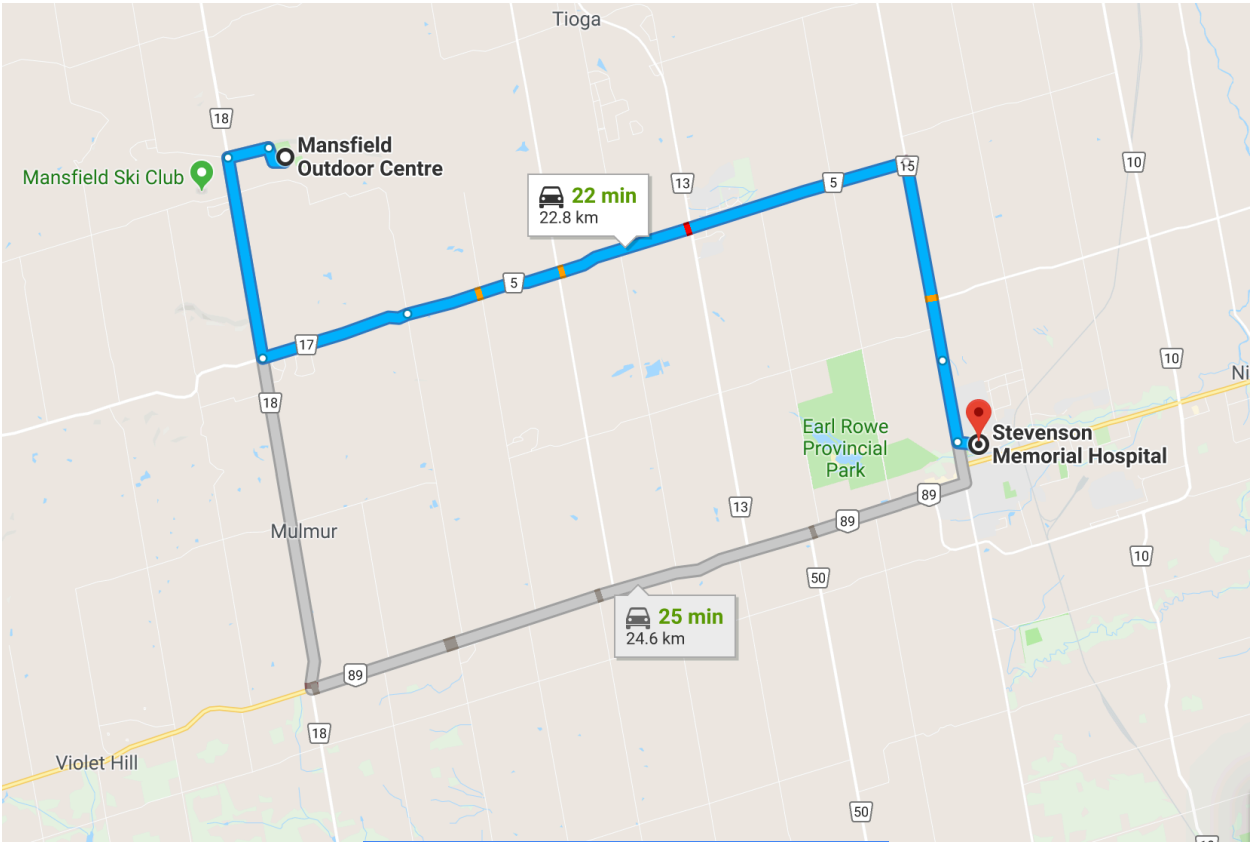 Tioga
18
Mansfield
Outdoor Centre
Mansfield Ski Club
22 min
22.8 km
13
5
15
10
5
17
18
10
Ni
Earl Rowe
Provincial
Park
Stevenson
Memorial Hospital
89
13
89
Mulmur
50
10
25 min
24.6 km
89
18
Violet Hill
50